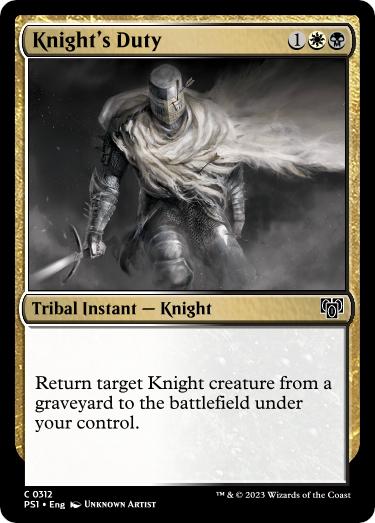 Knight's Duty 1
Tribal Instant — Knight
Return target Knight creature from a
graveyard to the battlefield under
your control.
C 0312
PS1 • Eng Unknown Artist
™ & © 2023 Wizards of the Coast